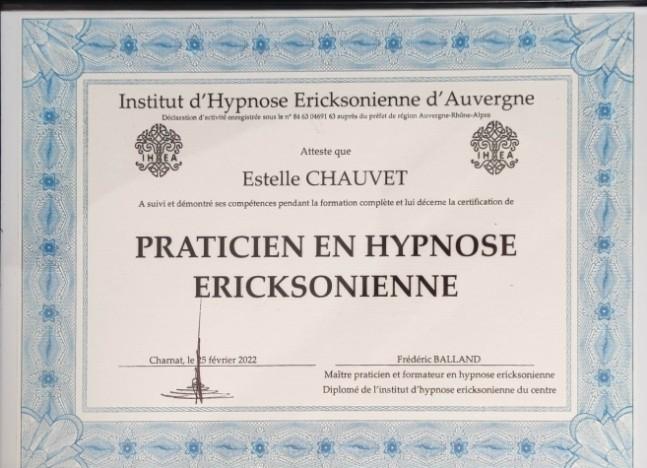 Institut d'Hypnose Ericksonienne d'Auvergne
Déclaration d'activité enregistrée sous le n° 84 63 04691 63 auprès du préfet de région Auvergne-Rhône-Alpes
IHEA IHEA
Atteste que
Estelle CHAUVET
A suivi et démontré ses compétences pendant la formation complète et lui décerne la certification de
PRATICIEN EN HYPNOSE
ERICKSONIENNE
Charnat, le 25 février 2022
Frédéric BALLAND
Maître praticien et formateur en hypnose ericksonienne
Diplomé de l'institut d'hypnose ericksonienne du centre